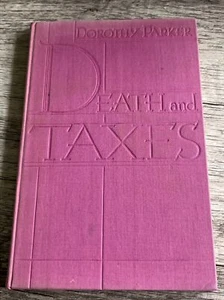 DOROTHY PARKER
DEATH and
TAXES